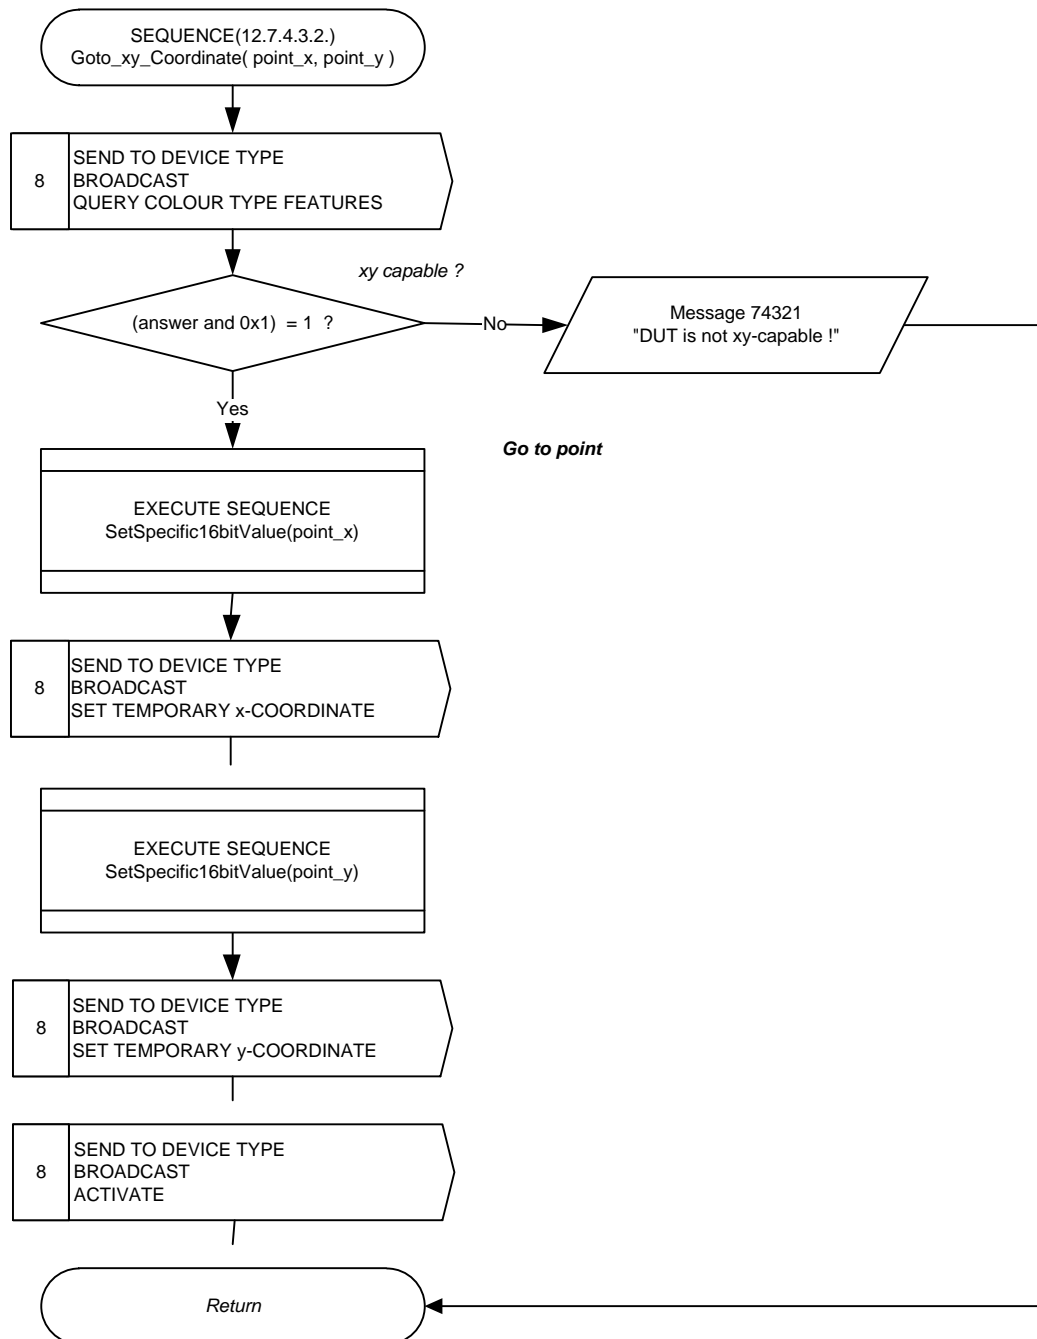 SEQUENCE(12.7.4.3.2.)
Goto_xy_Coordinate( point_x, point_y )
8
SEND TO DEVICE TYPE
BROADCAST
QUERY COLOUR TYPE FEATURES
xy capable ?
(answer and 0x1)  = 1  ?
No
Message 74321
"DUT is not xy-capable !"
Yes
Go to point
EXECUTE SEQUENCE
SetSpecific16bitValue(point_x)
8
SEND TO DEVICE TYPE
BROADCAST
SET TEMPORARY x-COORDINATE
EXECUTE SEQUENCE
SetSpecific16bitValue(point_y)
8
SEND TO DEVICE TYPE
BROADCAST
SET TEMPORARY y-COORDINATE
8
SEND TO DEVICE TYPE
BROADCAST
ACTIVATE
Return